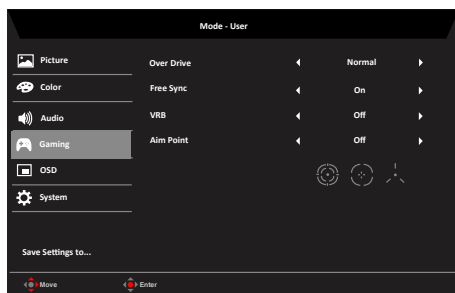 Mode - User
Picture
Over Drive Normal
Color
Free Sync On
Audio
VRB Off
Gaming
Aim Point Off
OSD
System
Save Settings to...
Move Enter